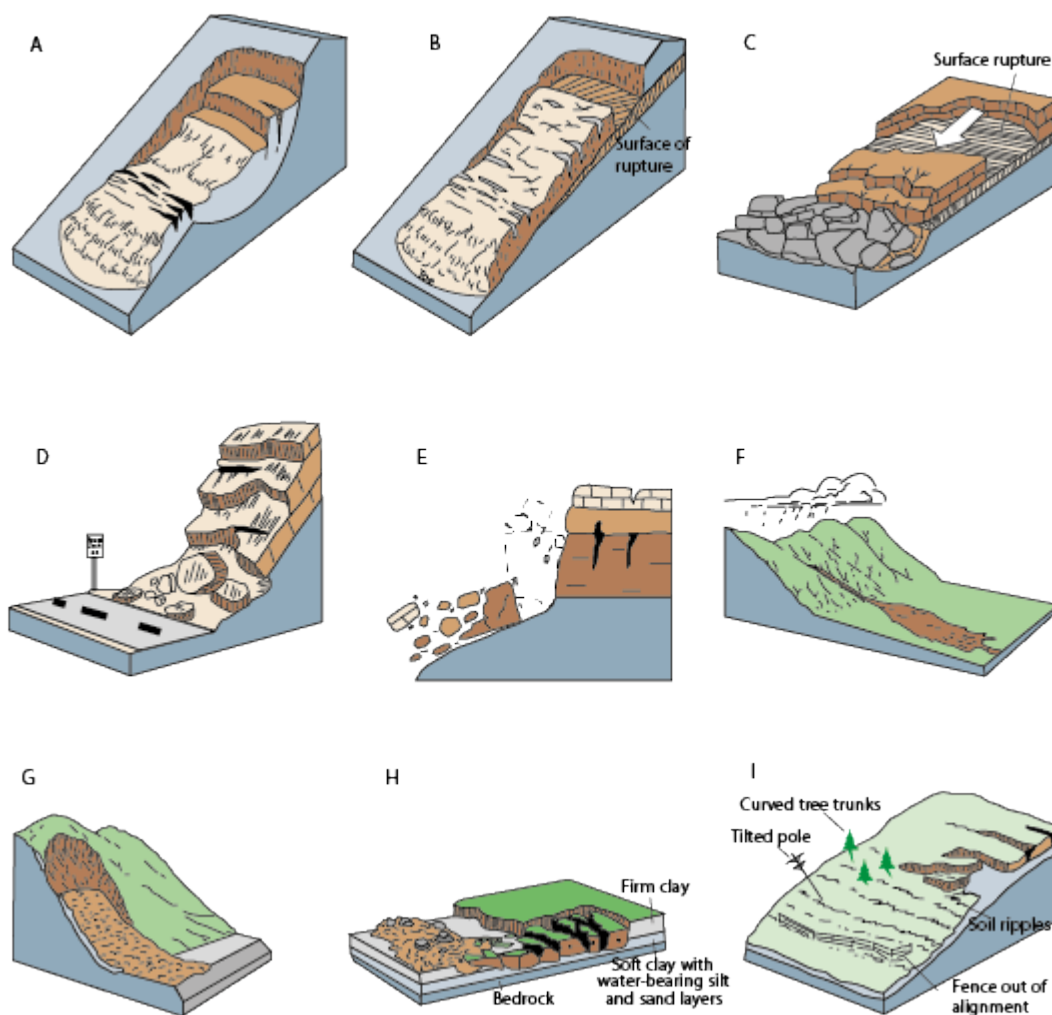 A
B
C
Surface rupture
Surface of
rupture
Toe
D
E
F
G
H
I
Curved tree trunks
Tilted pole
Firm clay
Soft clay with
water-bearing silt
and sand layers
Bedrock
Soil ripples
Fence out of
alignment